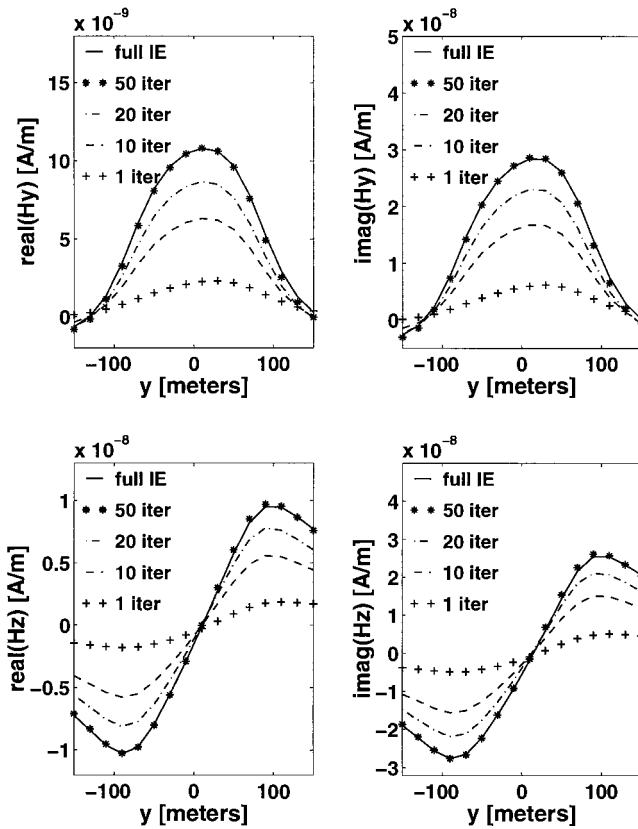 x 10^-9
real(Hy) [A/m]
15
10
5
0
full IE
50 iter
20 iter
10 iter
1 iter
−100 0 100
y [meters]
x 10^-8
imag(Hy) [A/m]
5
4
3
2
1
0
full IE
50 iter
20 iter
10 iter
1 iter
−100 0 100
y [meters]
x 10^-8
real(Hz) [A/m]
1
0.5
0
−0.5
−1
full IE
50 iter
20 iter
10 iter
1 iter
−100 0 100
y [meters]
x 10^-8
imag(Hz) [A/m]
5
4
3
2
1
0
−1
−2
−3
full IE
50 iter
20 iter
10 iter
1 iter
−100 0 100
y [meters]